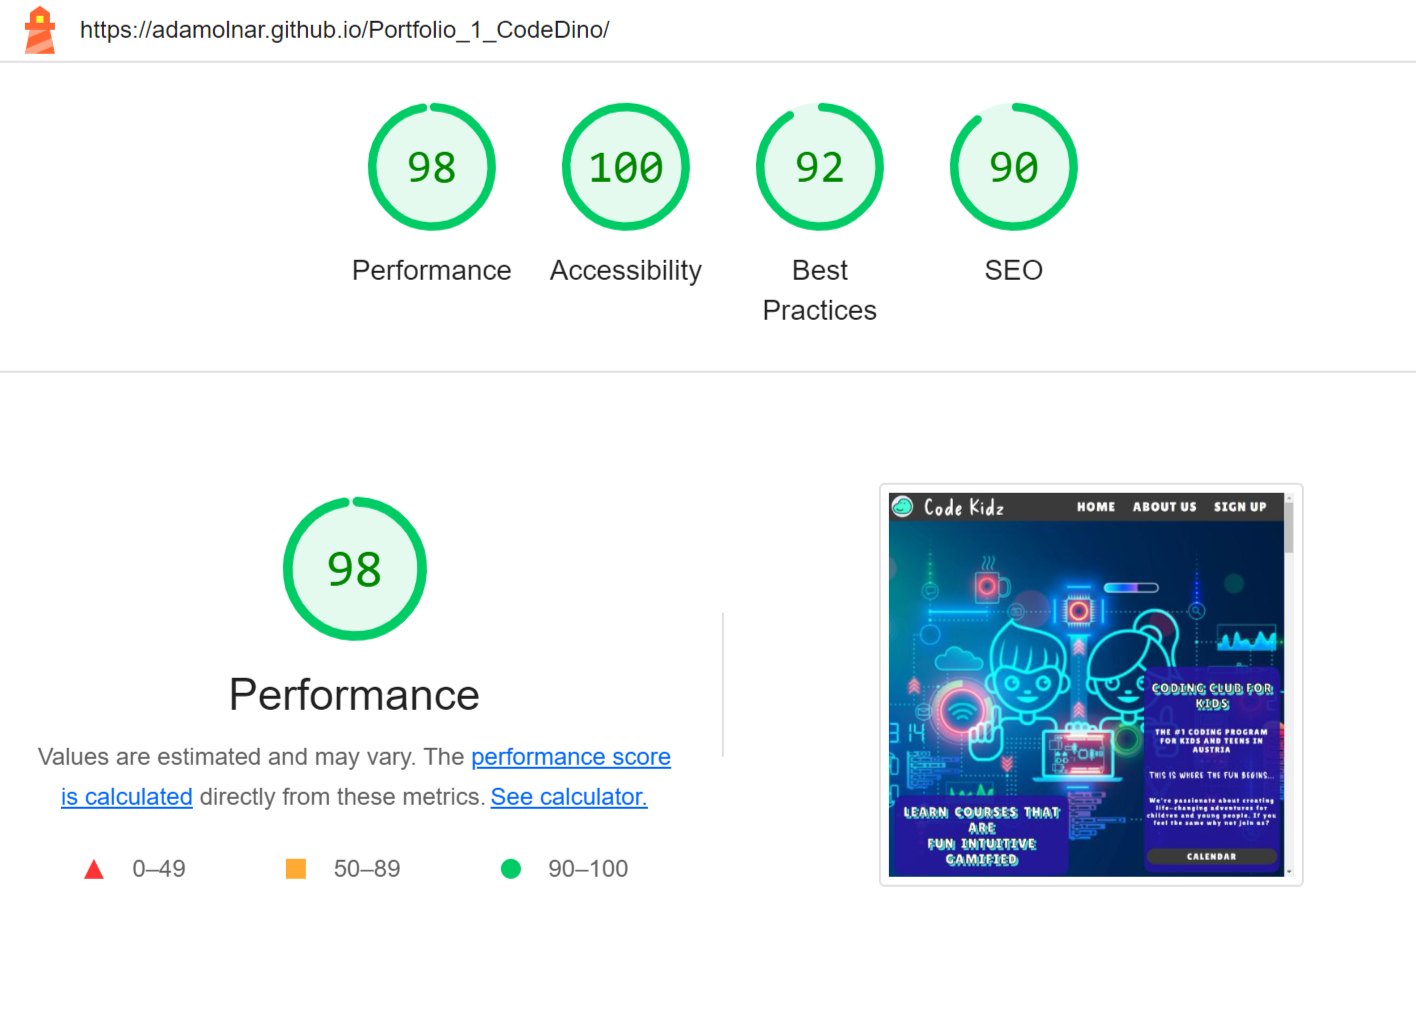 https://adamolnar.github.io/Portfolio_1_CodeDino/
98
100
92
90
Performance
Accessibility
Best
Practices
SEO
98
Performance
Values are estimated and may vary. The performance score
is calculated directly from these metrics. See calculator.
0–49
50–89
90–100
Code Kidz
HOME
ABOUT US
SIGN UP
314
CODING CLUB FOR
KIDS
THE #1 CODING PROGRAM
FOR KIDS AND TEENS IN
AUSTRIA
THIS IS WHERE THE FUN BEGINS...
We're passionate about creating
life-changing adventures for
children and young people. If you
feel the same why not join us?
CALENDAR
LEARN COURSES THAT
ARE
FUN INTUITIVE
GAMIFIED